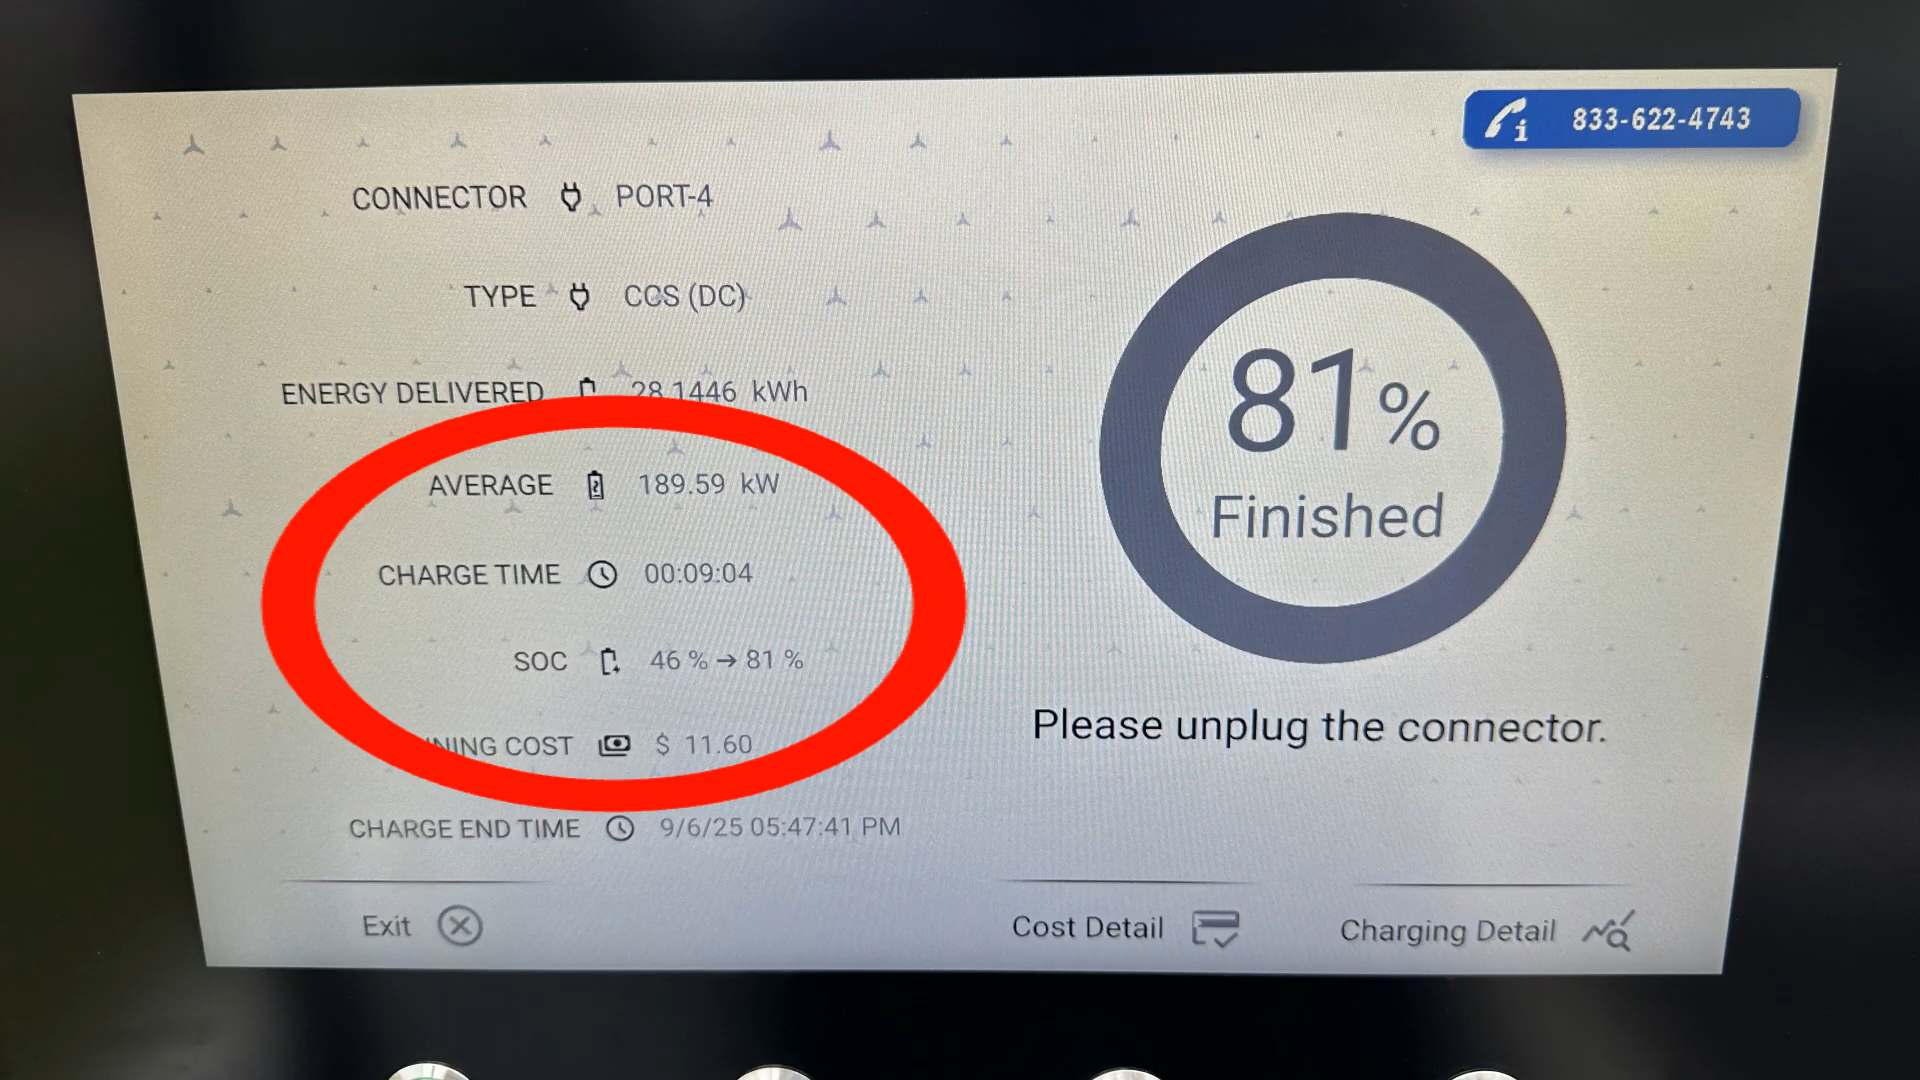 833-622-4743
CONNECTOR PORT-4
TYPE CCS (DC)
ENERGY DELIVERED 28.1446 kWh
AVERAGE 189.59 kW
CHARGE TIME 00:09:04
SOC 46 % → 81 %
COST $ 11.60
CHARGE END TIME 9/6/25 05:47:41 PM
81%
Finished
Please unplug the connector.
Exit
Cost Detail
Charging Detail